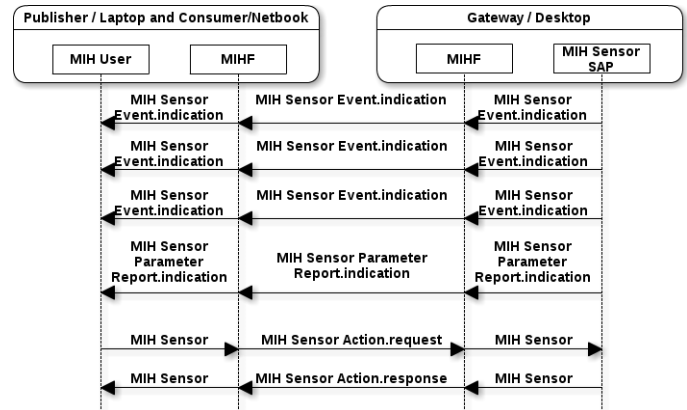 Publisher / Laptop and Consumer/Netbook
Gateway / Desktop
MIH User
MIHF
MIHF
MIH Sensor
SAP
MIH Sensor
Event.indication
MIH Sensor Event.indication
MIH Sensor
Event.indication
MIH Sensor
Event.indication
MIH Sensor Event.indication
MIH Sensor
Event.indication
MIH Sensor
Event.indication
MIH Sensor Event.indication
MIH Sensor
Event.indication
MIH Sensor
Parameter
Report.indication
MIH Sensor Parameter
Report.indication
MIH Sensor
Parameter
Report.indication
MIH Sensor
MIH Sensor Action.request
MIH Sensor
MIH Sensor
MIH Sensor Action.response
MIH Sensor